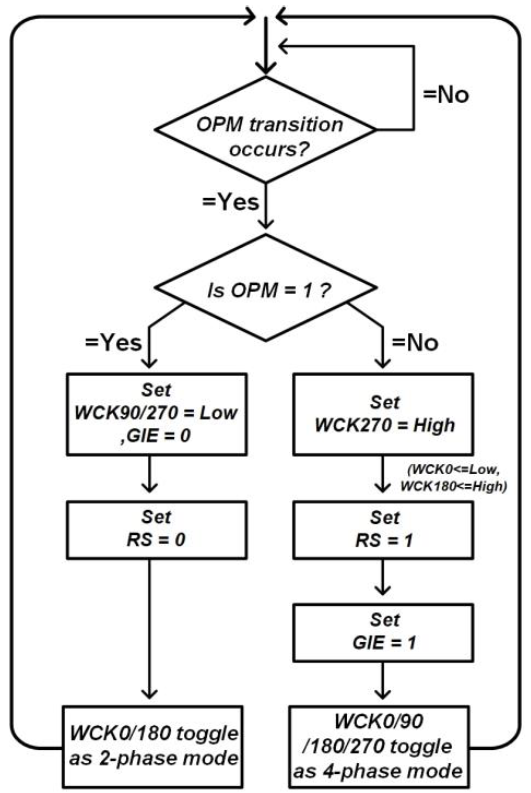 =No
OPM transition
occurs?
=Yes
Is OPM = 1 ?
=Yes
=No
Set
WCK90/270 = Low
,GIE = 0
Set
WCK270 = High
(WCK0<=Low,
WCK180<=High)
Set
RS = 0
Set
RS = 1
Set
GIE = 1
WCK0/180 toggle
as 2-phase mode
WCK0/90
/180/270 toggle
as 4-phase mode